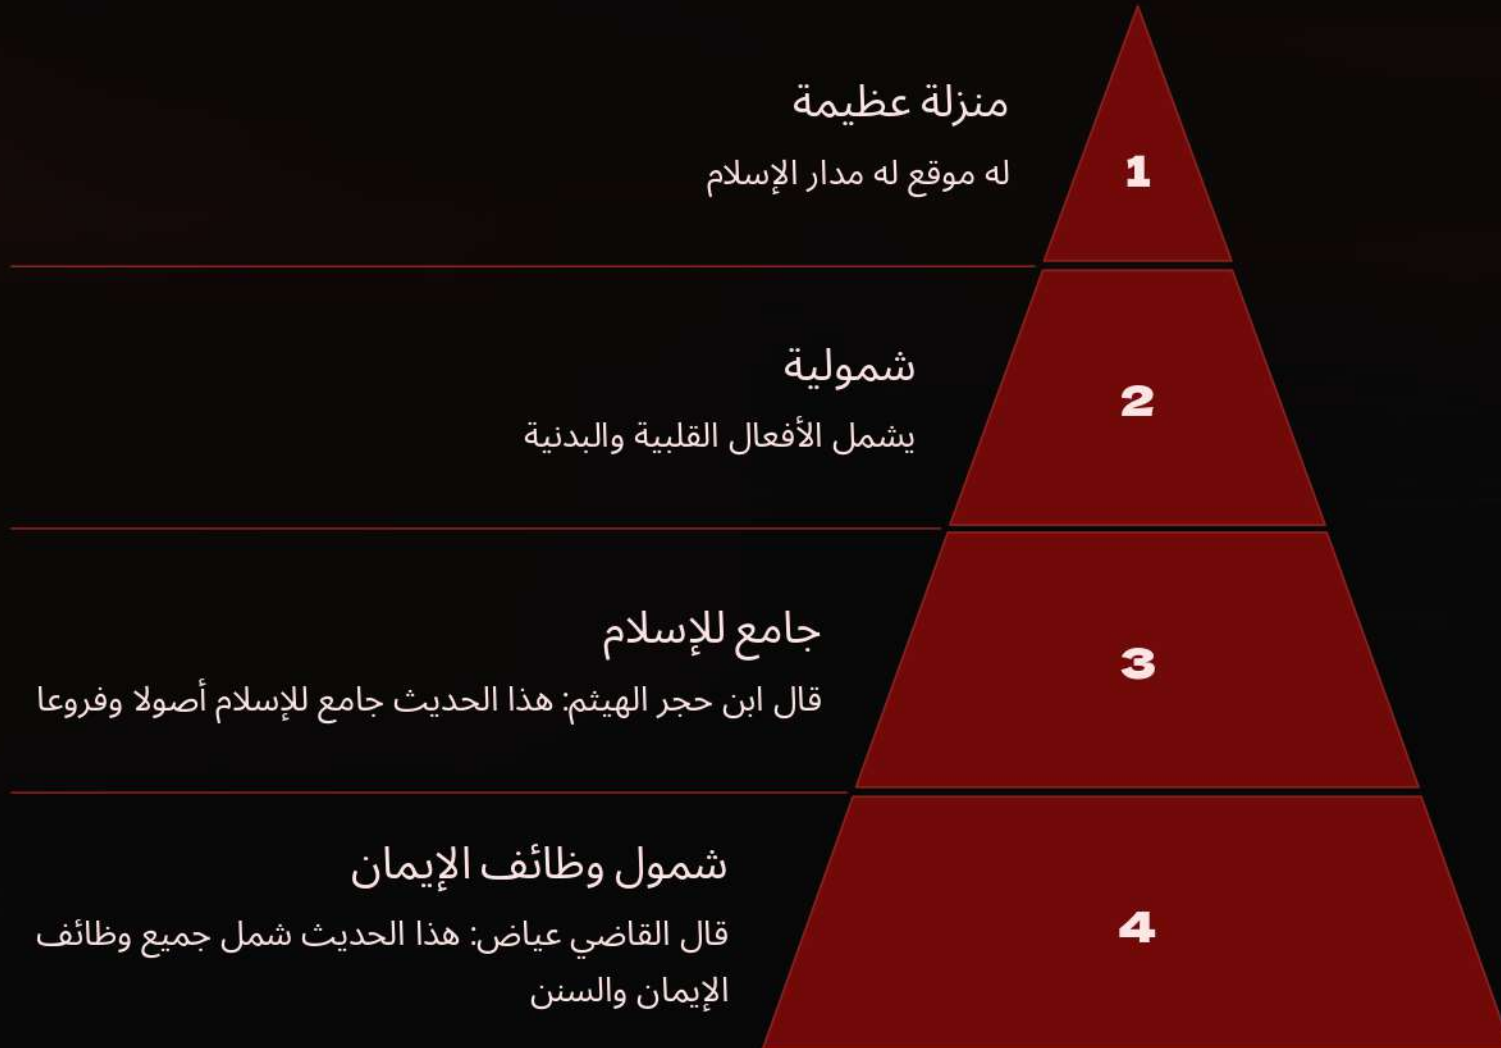 منزلة عظيمة
له موقع له مدار الإسلام
1
شمولية
يشمل الأفعال القلبية والبدنية
2
جامع للإسلام
قال ابن حجر الهيثم: هذا الحديث جامع للإسلام أصولا وفروعا
3
شمول وظائف الإيمان
قال القاضي عياض: هذا الحديث شمل جميع وظائف
الإيمان والسنن
4